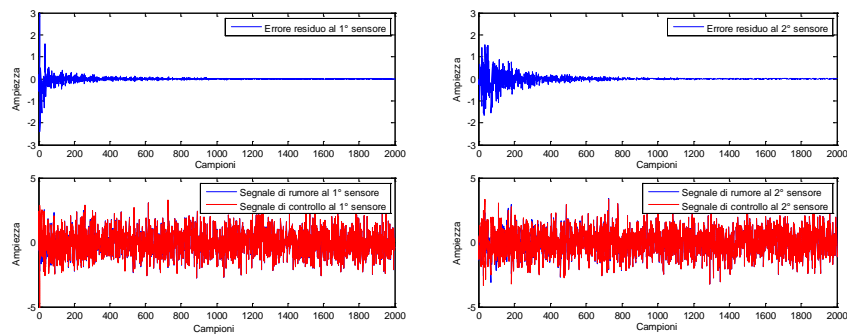 3
2
1
0
-1
-2
-3
Ampiezza
0 200 400 600 800 1000 1200 1400 1600 1800 2000
Campioni
Errore residuo al 1° sensore
3
2
1
0
-1
-2
-3
Ampiezza
0 200 400 600 800 1000 1200 1400 1600 1800 2000
Campioni
Errore residuo al 2° sensore
5
0
-5
Ampiezza
0 200 400 600 800 1000 1200 1400 1600 1800 2000
Campioni
Segnale di rumore al 1° sensore
Segnale di controllo al 1° sensore
5
0
-5
Ampiezza
0 200 400 600 800 1000 1200 1400 1600 1800 2000
Campioni
Segnale di rumore al 2° sensore
Segnale di controllo al 2° sensore